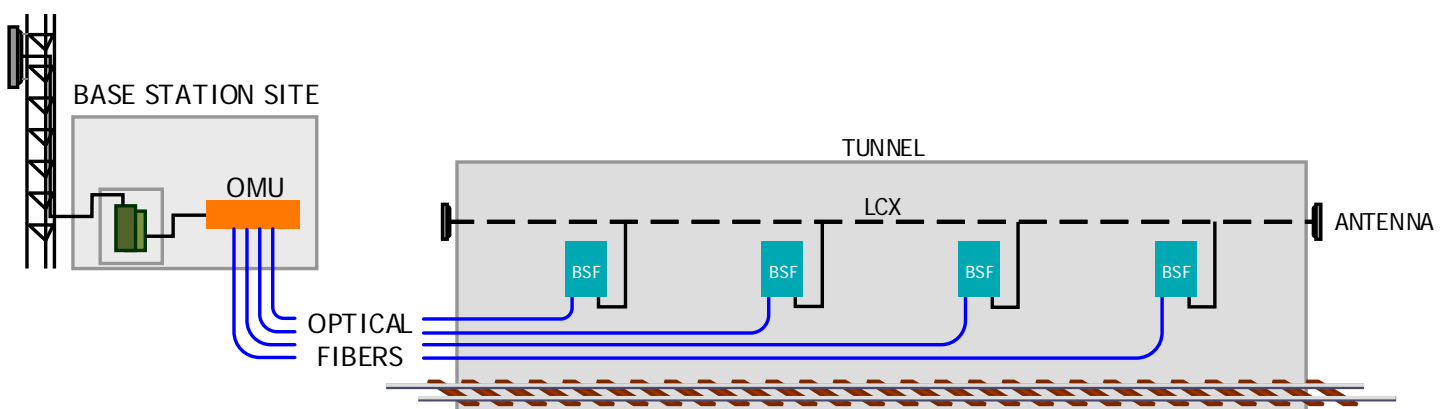 BASE STATION SITE
OMU
TUNNEL
LCX
ANTENNA
BSF
BSF
BSF
BSF
OPTICAL
FIBERS